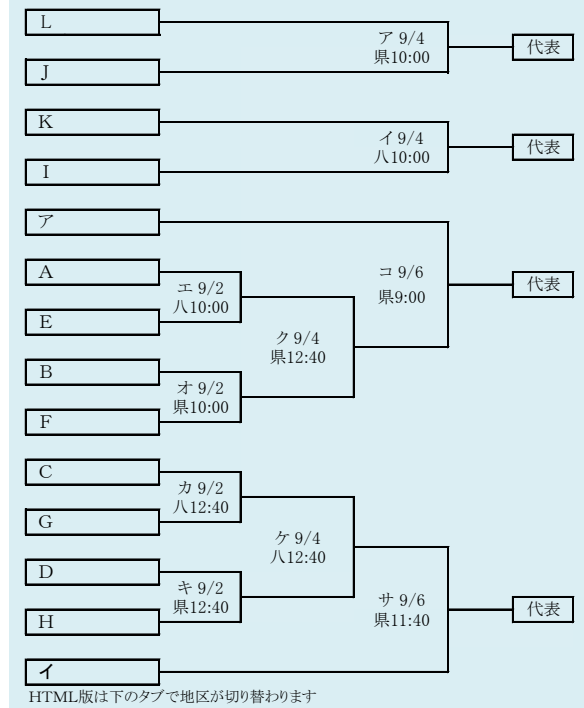 L
ア 9/4
県10:00
代表
J
K
イ 9/4
八10:00
代表
I
ア
A
エ 9/2
八10:00
E
コ 9/6
県9:00
代表
ク 9/4
県12:40
B
オ 9/2
県10:00
F
C
カ 9/2
八12:40
G
ケ 9/4
八12:40
D
キ 9/2
県12:40
H
サ 9/6
県11:40
代表
イ
HTML版は下のタブで地区が切り替わります